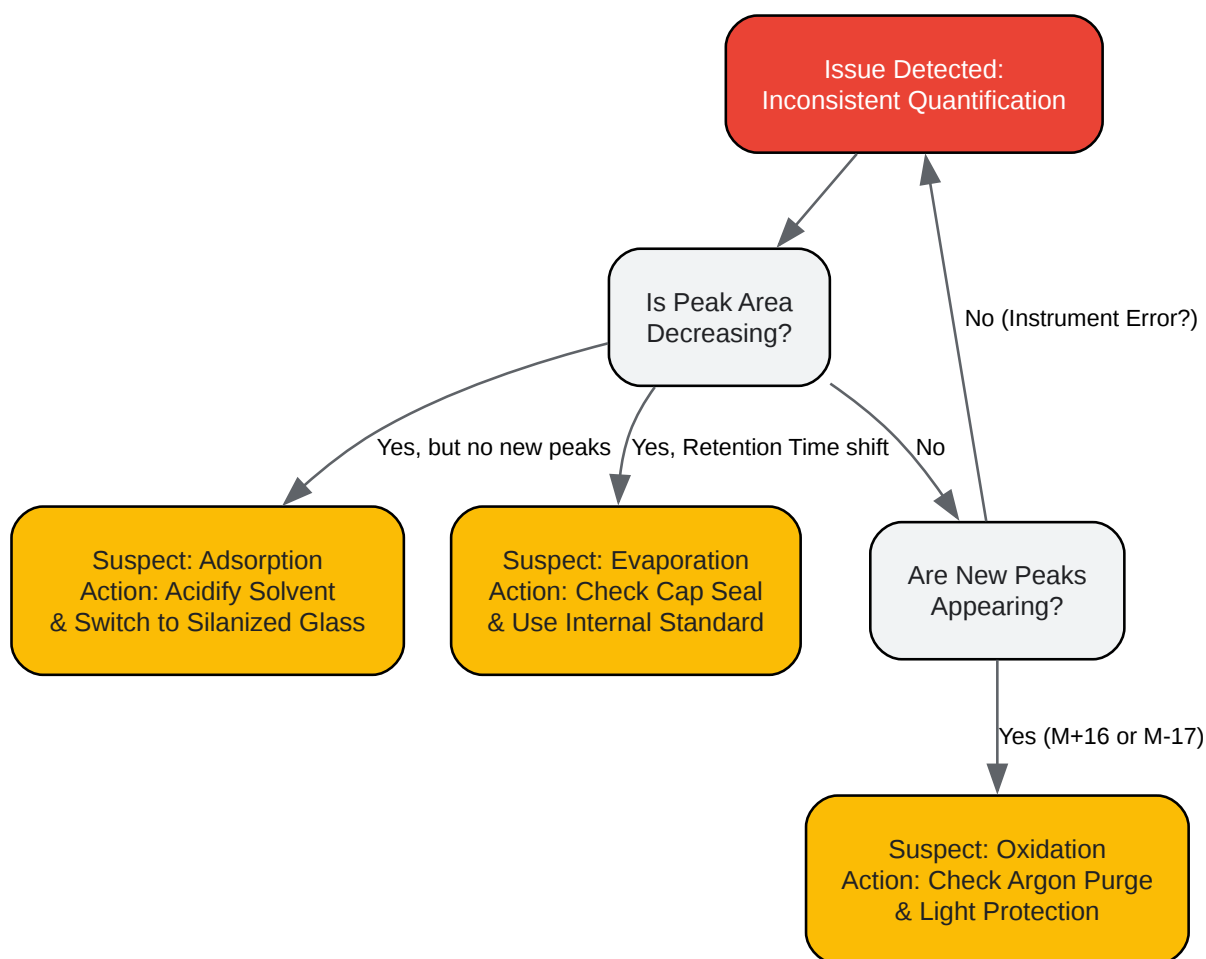 Issue Detected:
Inconsistent Quantification
Is Peak Area
Decreasing?
No (Instrument Error?)
Yes, but no new peaks
Yes, Retention Time shift
No
Suspect: Adsorption
Action: Acidify Solvent
& Switch to Silanized Glass
Suspect: Evaporation
Action: Check Cap Seal
& Use Internal Standard
Are New Peaks
Appearing?
Yes (M+16 or M-17)
Suspect: Oxidation
Action: Check Argon Purge
& Light Protection